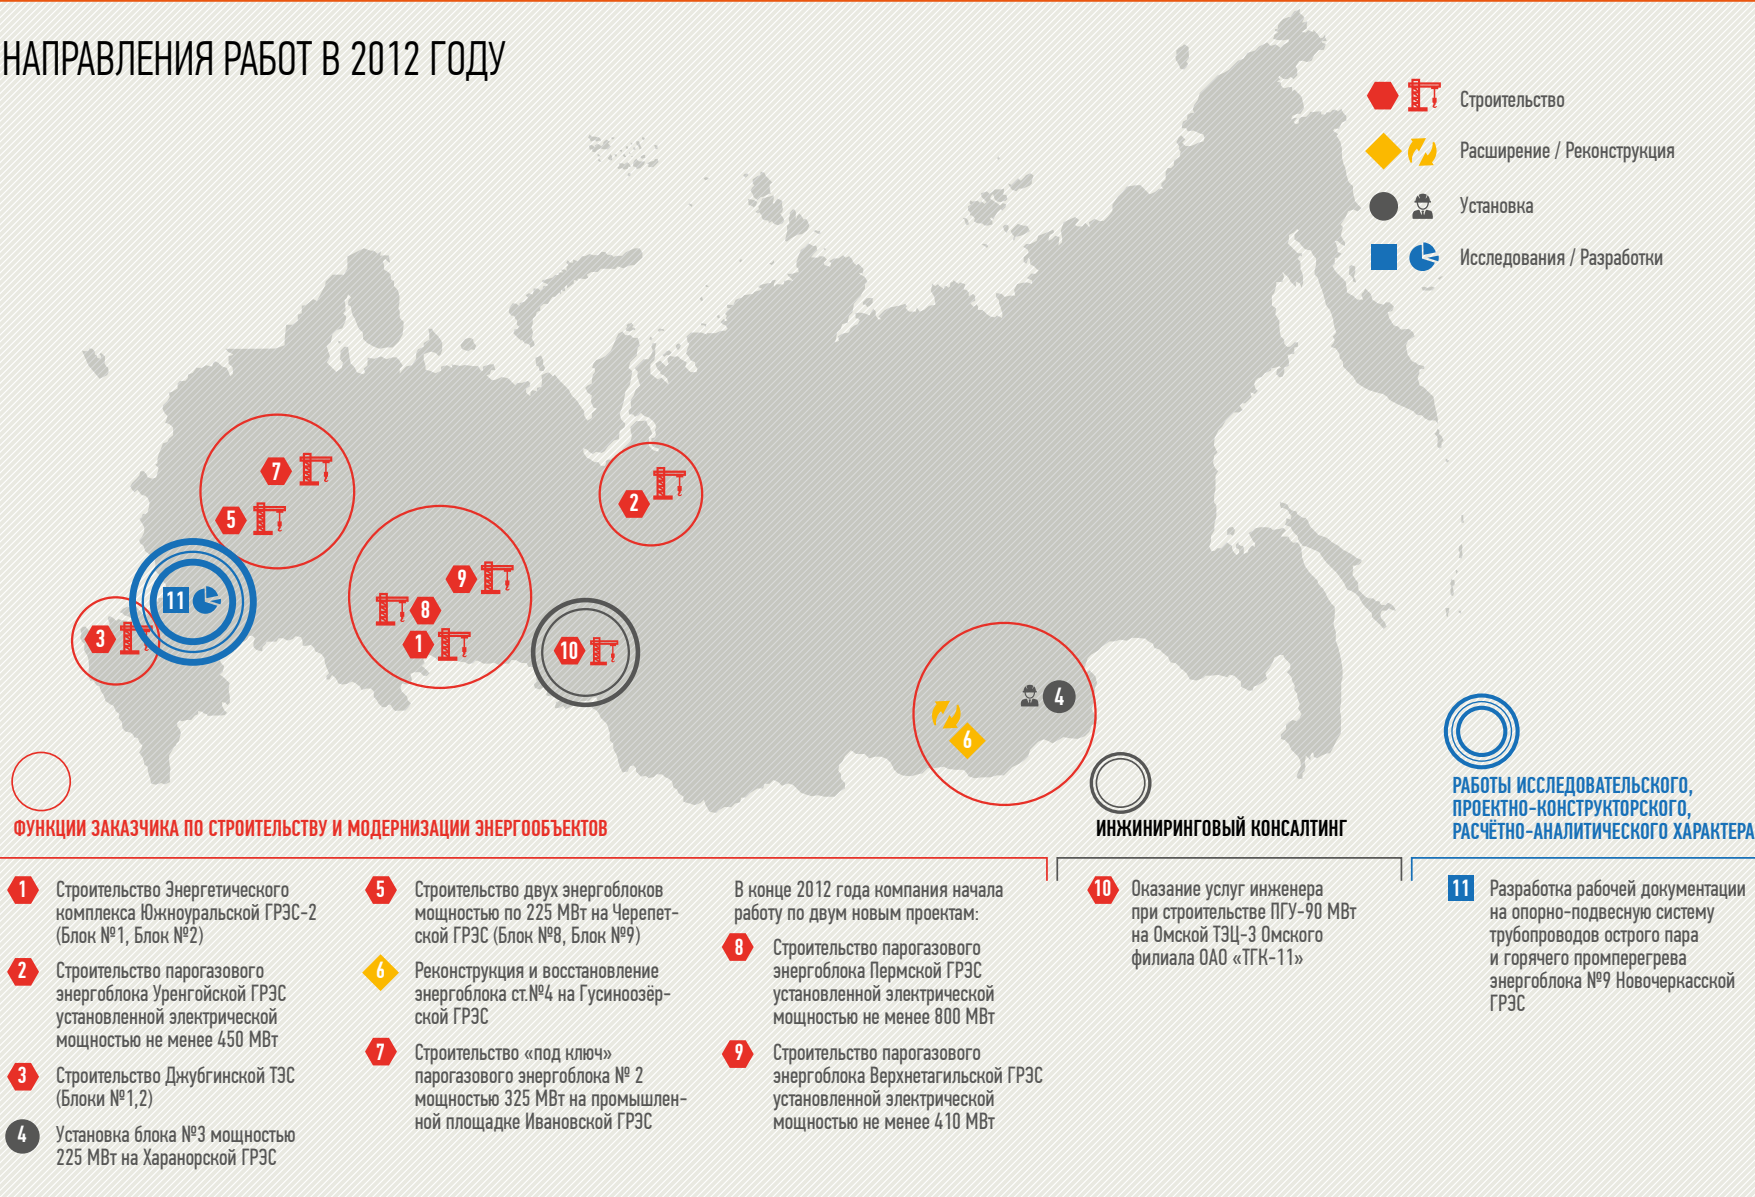 НАПРАВЛЕНИЯ РАБОТ В 2012 ГОДУ
Строительство
Расширение / Реконструкция
Установка
Исследования / Разработки
7
5
2
9
8
1
11
3
10
4
6
ФУНКЦИИ ЗАКАЗЧИКА ПО СТРОИТЕЛЬСТВУ И МОДЕРНИЗАЦИИ ЭНЕРГООБЪЕКТОВ
1
Строительство Энергетического
комплекса Южноуральской ГРЭС-2
(Блок №1, Блок №2)
2
Строительство парогазового
энергоблока Уренгойской ГРЭС
установленной электрической
мощностью не менее 450 МВт
3
Строительство Джубгинской ТЭС
(Блоки №1,2)
4
Установка блока №3 мощностью
225 МВт на Харанорской ГРЭС
5
Строительство двух энергоблоков
мощностью по 225 МВт на Черепет-
ской ГРЭС (Блок №8, Блок №9)
6
Реконструкция и восстановление
энергоблока ст.№4 на Гусиноозёр-
ской ГРЭС
7
Строительство «под ключ»
парогазового энергоблока № 2
мощностью 325 МВт на промышлен-
ной площадке Ивановской ГРЭС
В конце 2012 года компания начала
работу по двум новым проектам:
8
Строительство парогазового
энергоблока Пермской ГРЭС
установленной электрической
мощностью не менее 800 МВт
9
Строительство парогазового
энергоблока Верхнетагильской ГРЭС
установленной электрической
мощностью не менее 410 МВт
ИНЖИНИРИНГОВЫЙ КОНСАЛТИНГ
10
Оказание услуг инженера
при строительстве ПГУ-90 МВт
на Омской ТЭЦ-3 Омского
филиала ОАО «ТГК-11»
РАБОТЫ ИССЛЕДОВАТЕЛЬСКОГО,
ПРОЕКТНО-КОНСТРУКТОРСКОГО,
РАСЧЁТНО-АНАЛИТИЧЕСКОГО ХАРАКТЕРА
11
Разработка рабочей документации
на опорно-подвесную систему
трубопроводов острого пара
и горячего промперегрева
энергоблока №9 Новочеркасской
ГРЭС